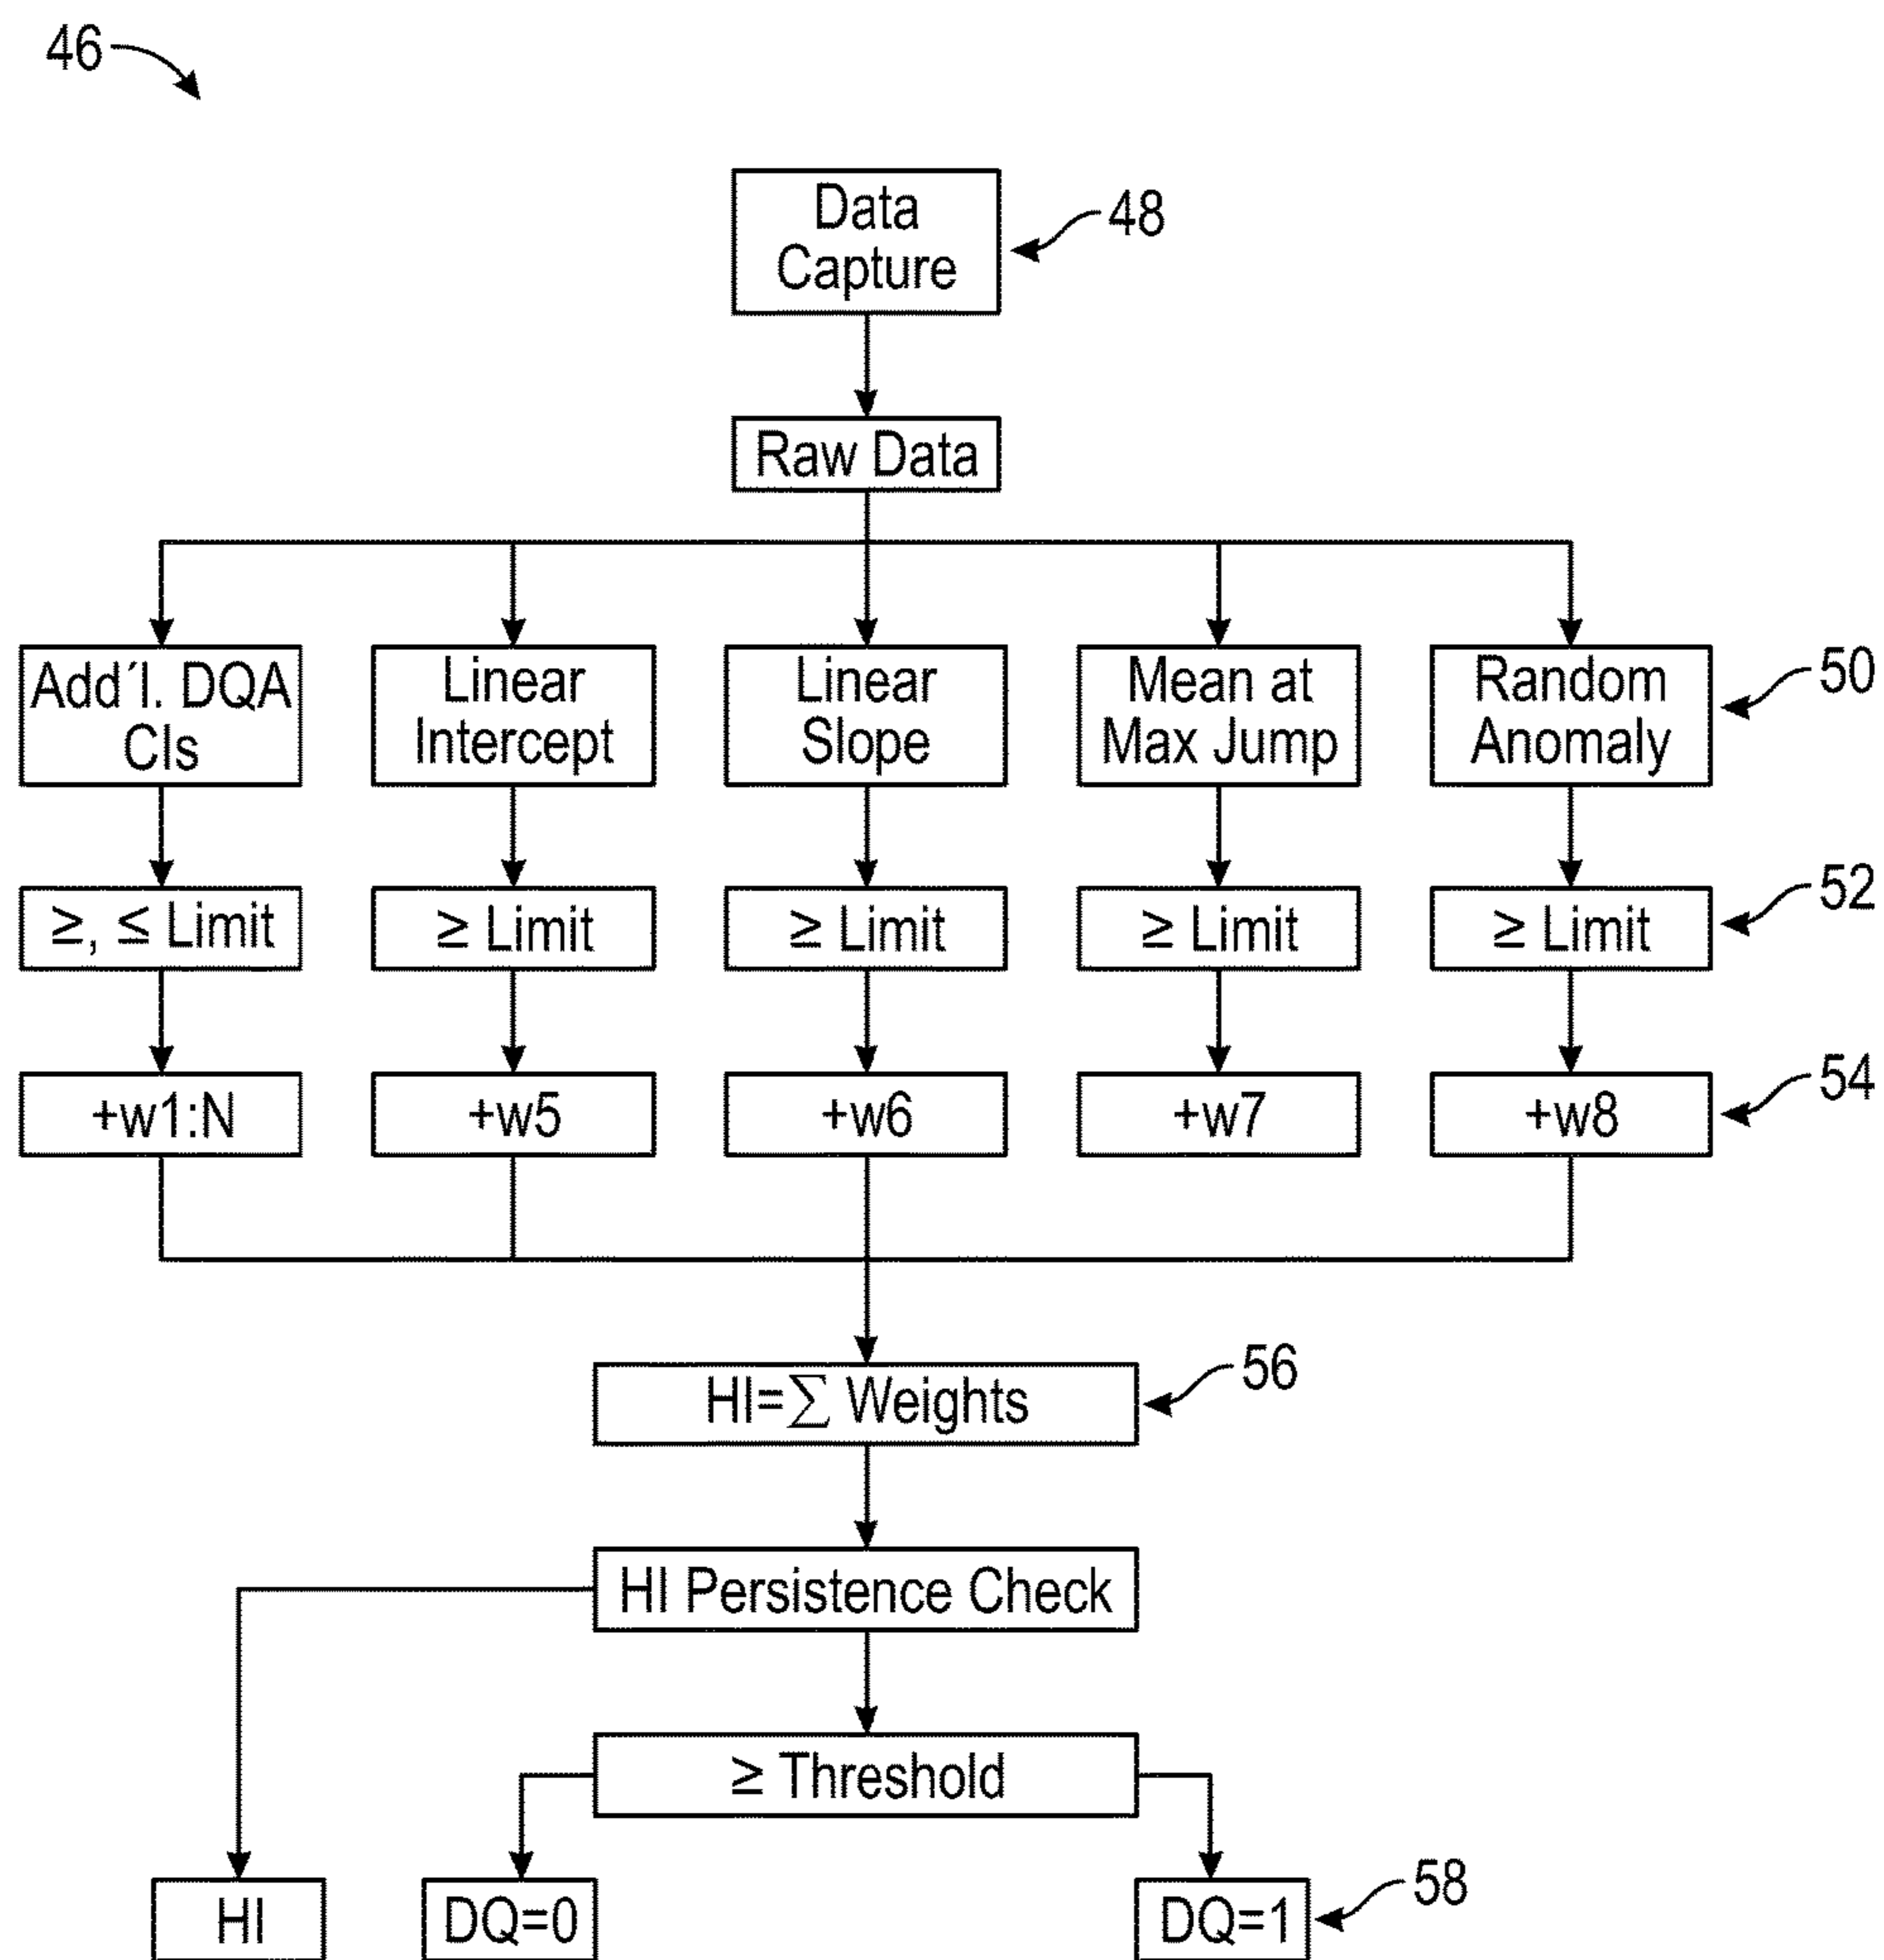 46
Data
Capture
48
Raw Data
Add´l. DQA
CIs
Linear
Intercept
Linear
Slope
Mean at
Max Jump
Random
Anomaly
50
≥, ≤ Limit
≥ Limit
≥ Limit
≥ Limit
≥ Limit
52
+w1:N
+w5
+w6
+w7
+w8
54
HI=∑ Weights
56
HI Persistence Check
≥ Threshold
HI
DQ=0
DQ=1
58